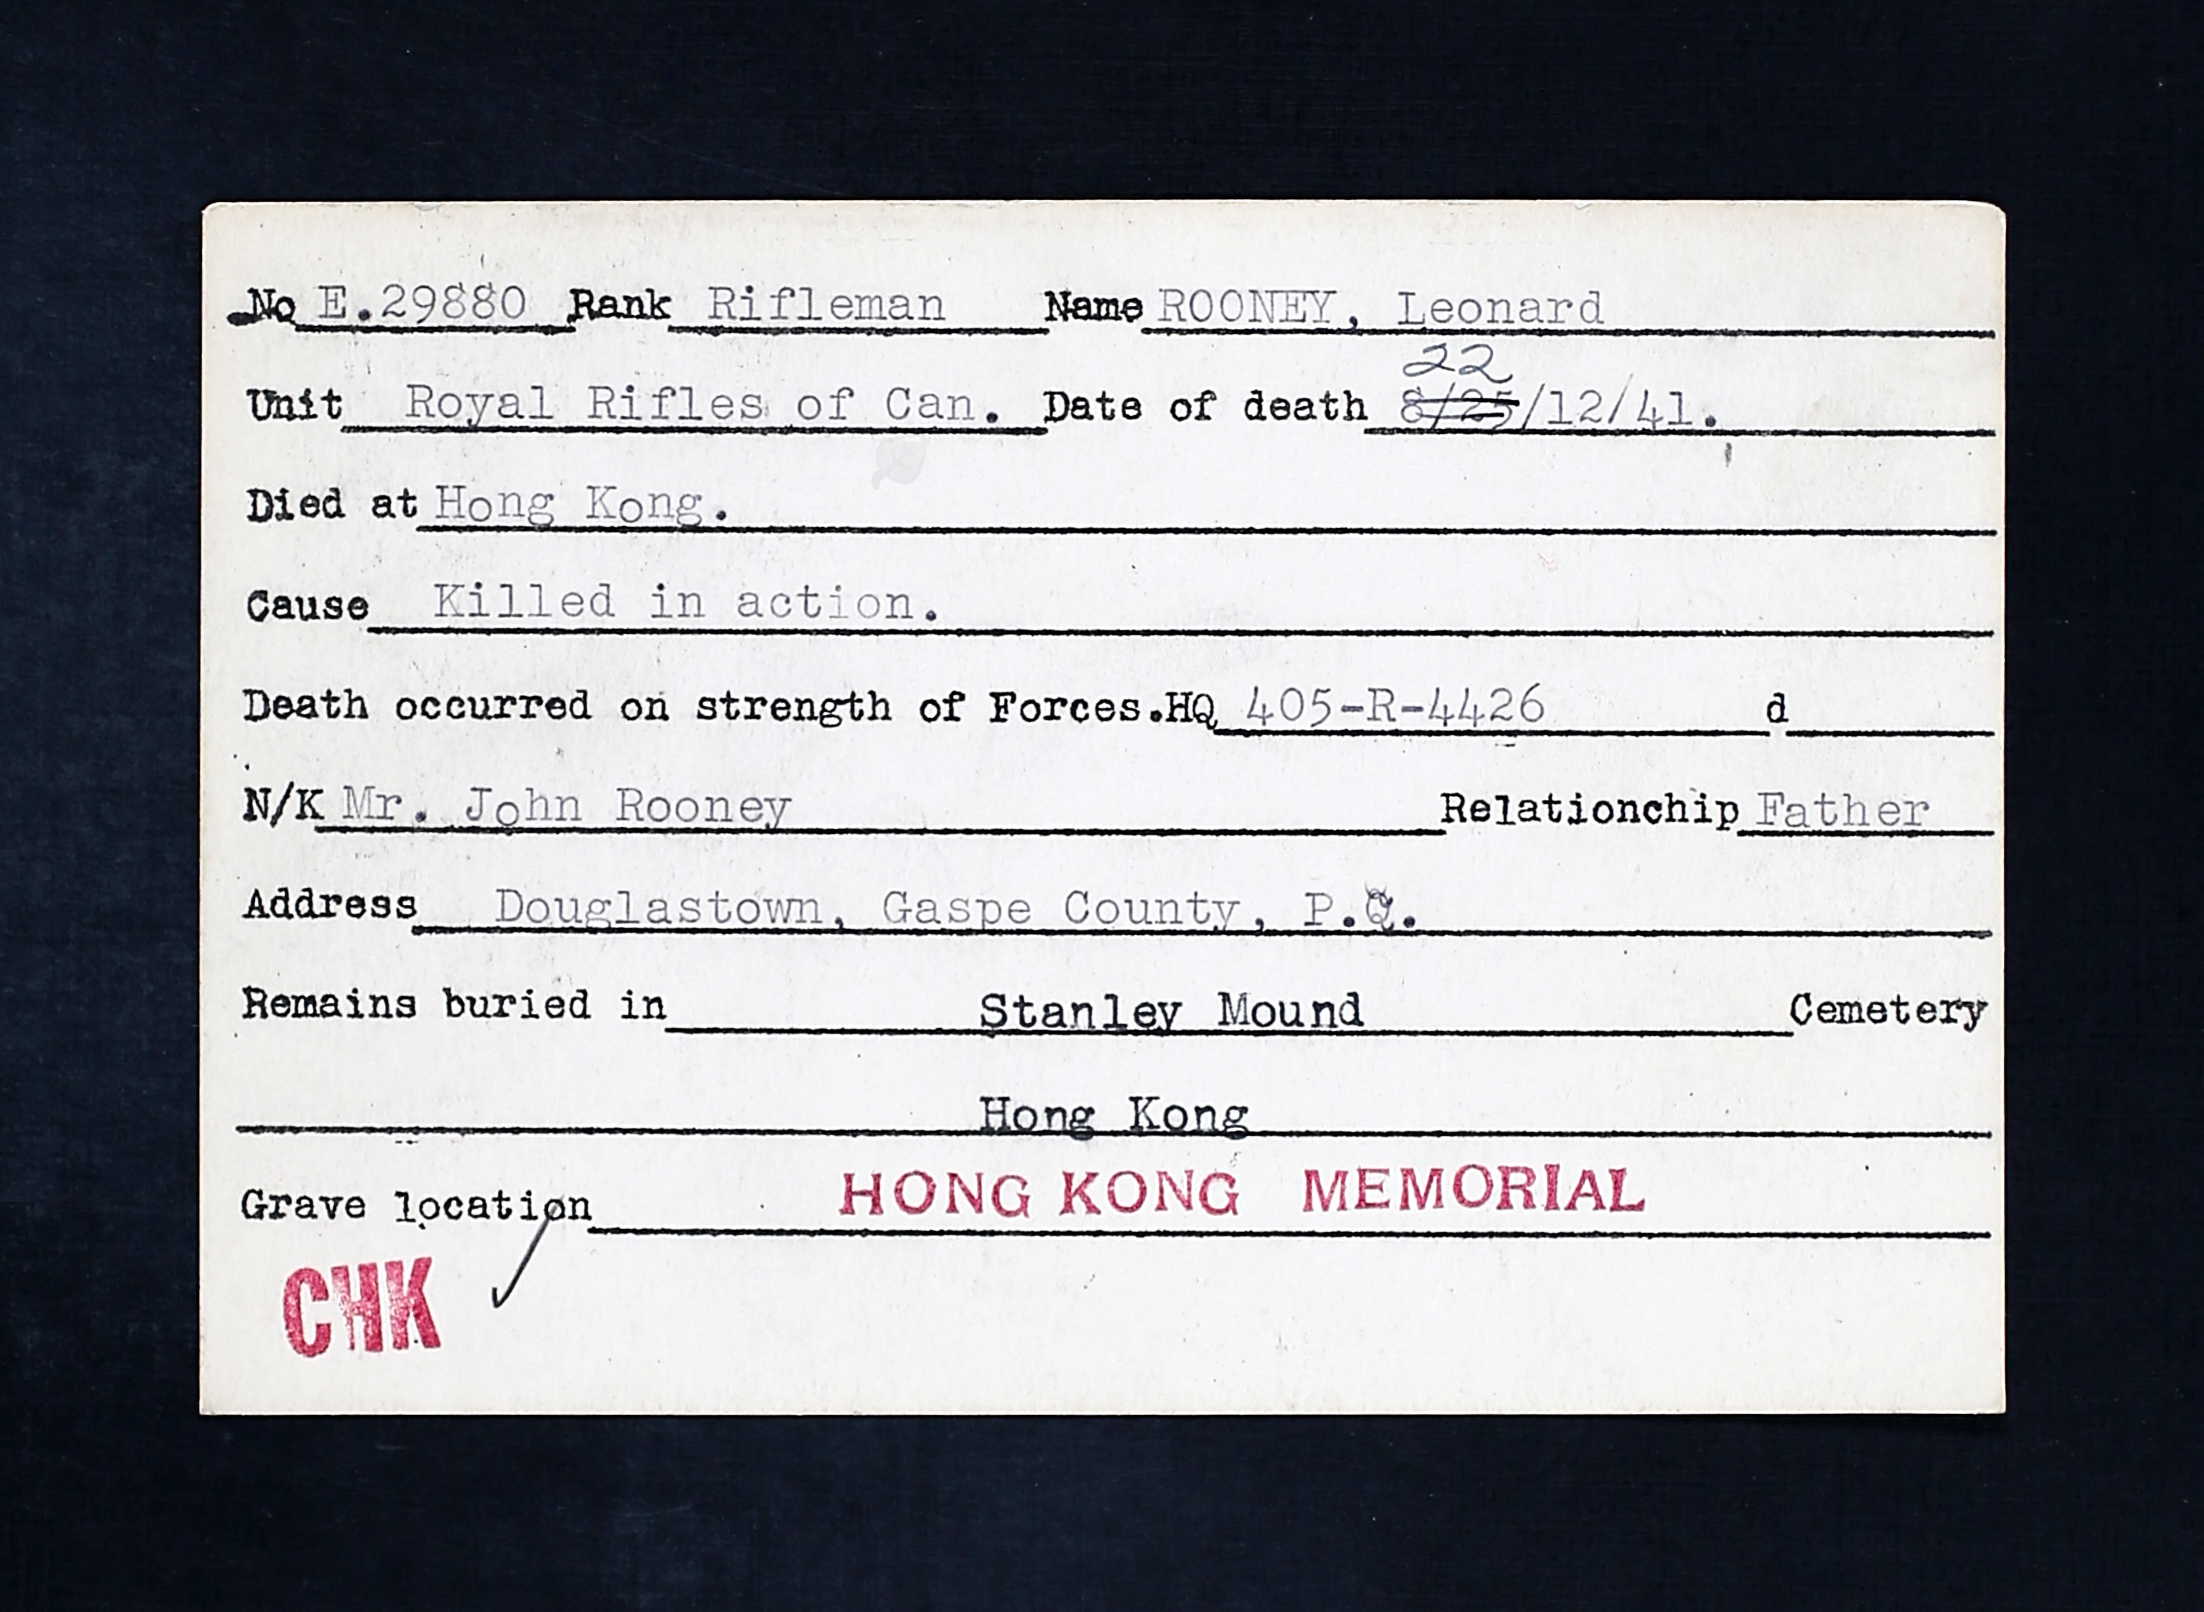 No E.29880 Rank Rifleman Name ROONEY, Leonard
22
Unit Royal Rifles of Can. Date of death 8/25/12/41.
Died at Hong Kong.
Cause Killed in action.
Death occurred on strength of Forces.HQ 405-R-4426 d
N/K Mr. John Rooney Relationchip Father
Address Douglastown, Gaspe County, P.Q.
Remains buried in Stanley Mound Cemetery
Hong Kong
Grave location HONG KONG MEMORIAL
CHK